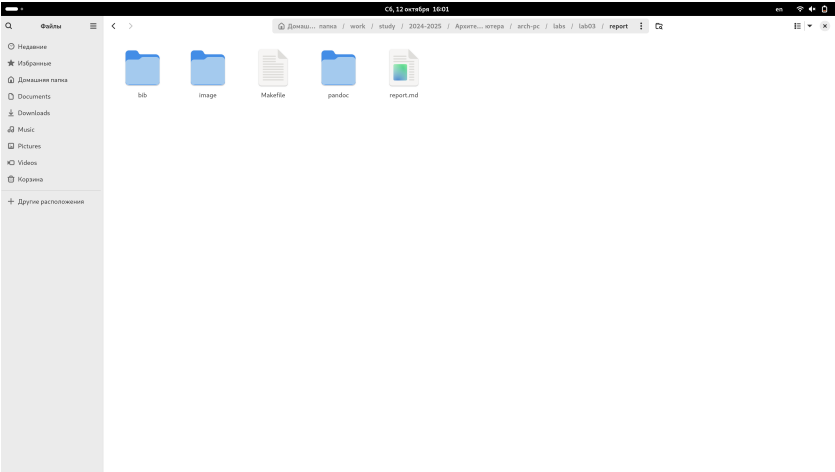 Сб, 12 октября 16:01
en
Файлы
Домаш... папка / work / study / 2024-2025 / Архите... ютера / arch-pc / labs / lab03 / report
Недавние
Избранные
Домашняя папка
Documents
Downloads
Music
Pictures
Videos
Корзина
Другие расположения
bib
image
Makefile
pandoc
report.md